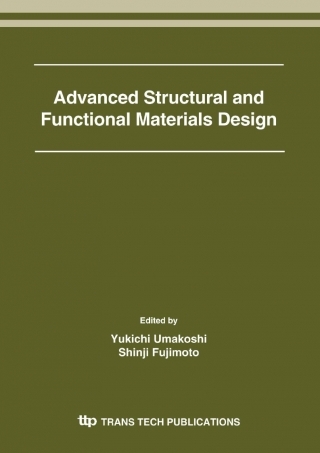 Advanced Structural and
Functional Materials Design
Edited by
Yukichi Umakoshi
Shinji Fujimoto
ttp TRANS TECH PUBLICATIONS